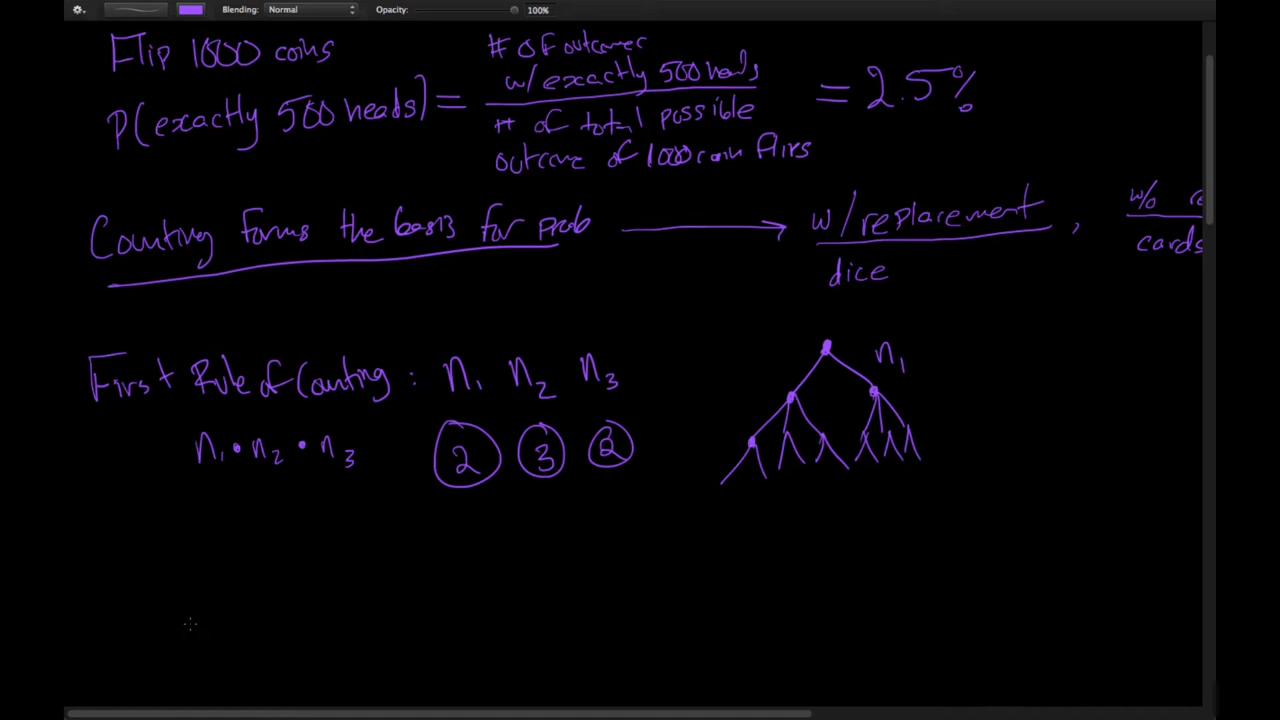 Blending: Normal Opacity: 100%
Flip 1000 coins
P(exactly 500 heads) = # of outcomes w/ exactly 500 heads = 2.5%
# of total possible
outcome of 1000 coin
Counting forms the basis for prob → w/ replacement , w/o
dice cards
First Rule of Counting : n₁ n₂ n₃ n₁
n₁ • n₂ • n₃ 2 3 2